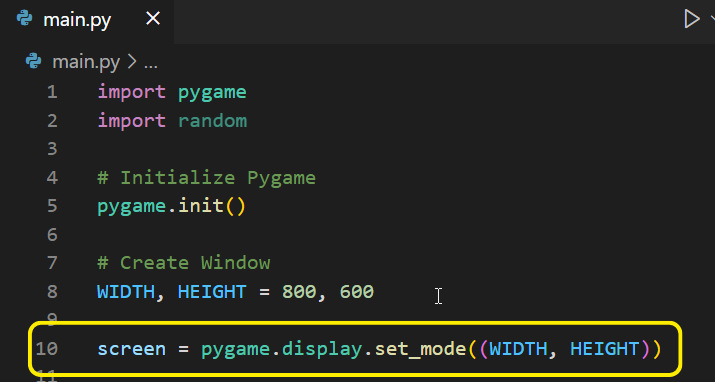 main.py
main.py > ...
1 import pygame
2 import random
3
4 # Initialize Pygame
5 pygame.init()
6
7 # Create Window
8 WIDTH, HEIGHT = 800, 600
9
10 screen = pygame.display.set_mode((WIDTH, HEIGHT))
11